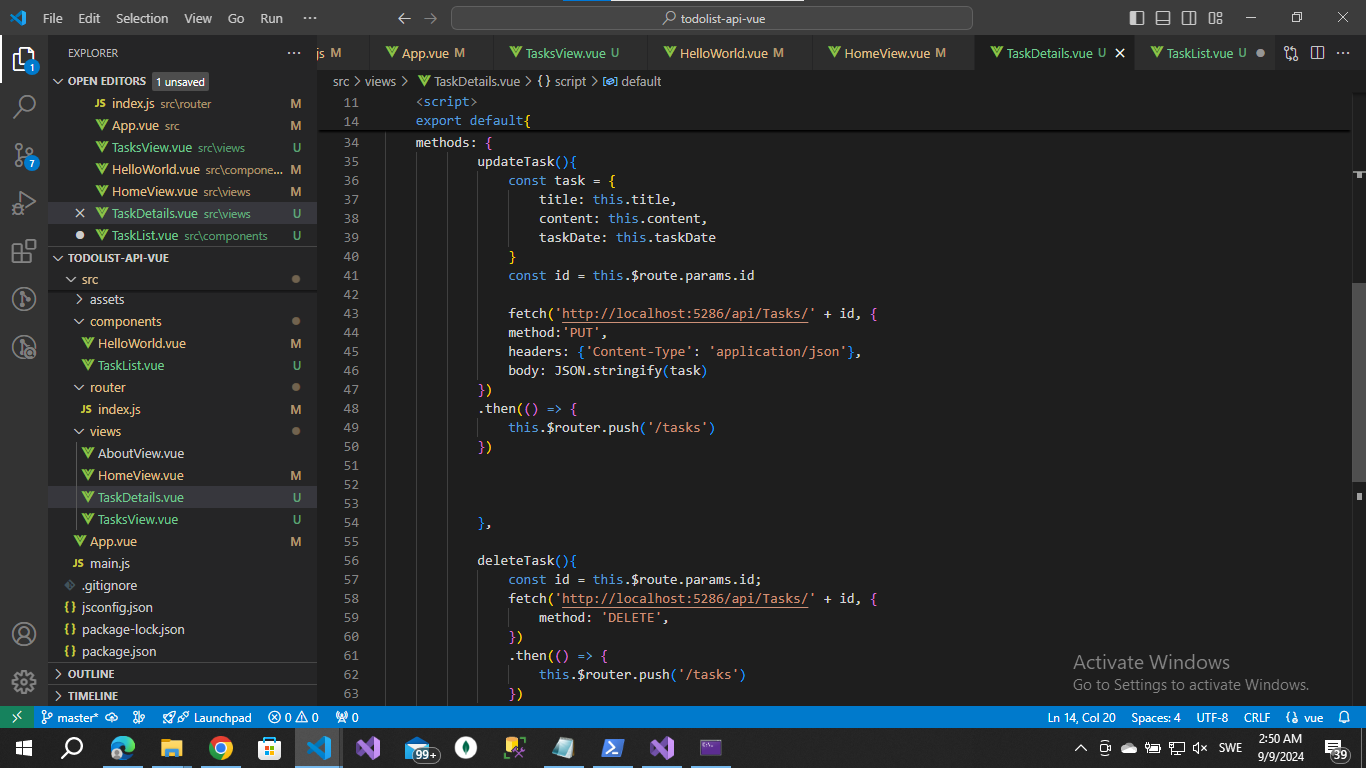 File Edit Selection View Go Run ··· todolist-api-vue
EXPLORER ···
OPEN EDITORS 1 unsaved
JS index.js src\router M
App.vue src M
TasksView.vue src\views U
HelloWorld.vue src\compone... M
HomeView.vue src\views M
TaskDetails.vue src\views U
TaskList.vue src\components U
TODOLIST-API-VUE
src
assets
components
HelloWorld.vue M
TaskList.vue U
router
JS index.js M
views
AboutView.vue
HomeView.vue M
TaskDetails.vue U
TasksView.vue U
App.vue M
JS main.js
.gitignore
{} jsconfig.json
{} package-lock.json
{} package.json
OUTLINE
TIMELINE
1
7
js M App.vue M TasksView.vue U HelloWorld.vue M HomeView.vue M TaskDetails.vue U TaskList.vue U
src > views > TaskDetails.vue > {} script > default
11 <script>
14 export default{
34 methods: {
35 updateTask(){
36 const task = {
37 title: this.title,
38 content: this.content,
39 taskDate: this.taskDate
40 }
41 const id = this.$route.params.id
42
43 fetch('http://localhost:5286/api/Tasks/' + id, {
44 method:'PUT',
45 headers: {'Content-Type': 'application/json'},
46 body: JSON.stringify(task)
47 })
48 .then(() => {
49 this.$router.push('/tasks')
50 })
51
52
53
54 },
55
56 deleteTask(){
57 const id = this.$route.params.id;
58 fetch('http://localhost:5286/api/Tasks/' + id, {
59 method: 'DELETE',
60 })
61 .then(() => {
62 this.$router.push('/tasks')
63 })
Activate Windows
Go to Settings to activate Windows.
master* Launchpad 0 0 0 Ln 14, Col 20 Spaces: 4 UTF-8 CRLF vue
99+ SWE 2:50 AM
9/9/2024 39